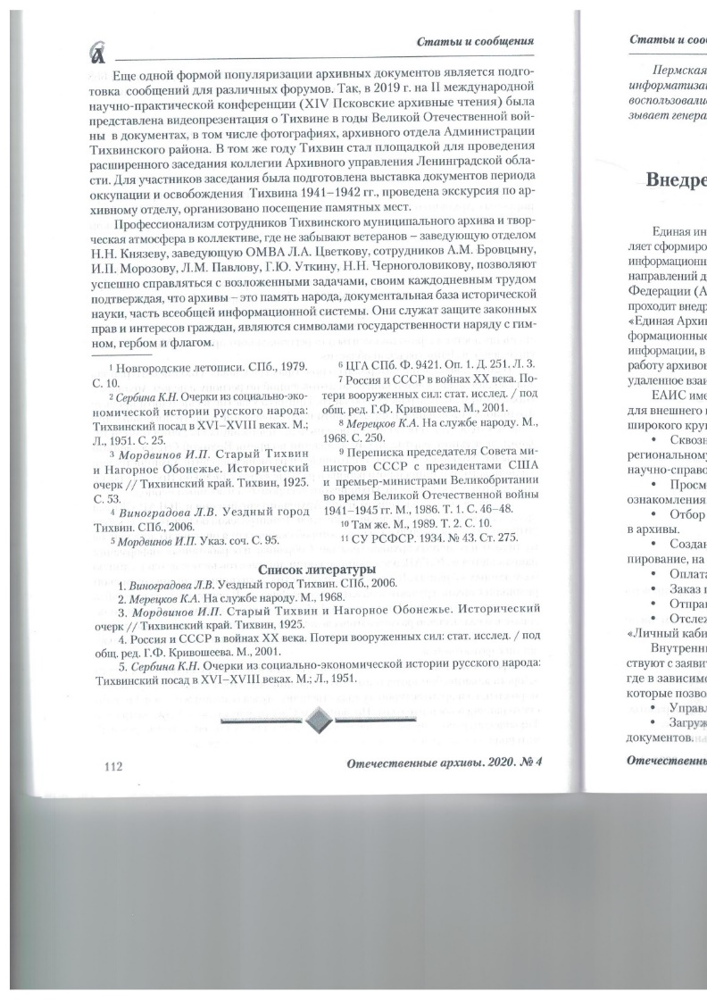 Статьи и сообщения
Еще одной формой популяризации архивных документов является подго-
товка сообщений для различных форумов. Так, в 2019 г. на II международной
научно-практической конференции (XIV Псковские архивные чтения) была
представлена видеопрезентация о Тихвине в годы Великой Отечественной вой-
ны в документах, в том числе фотографиях, архивного отдела Администрации
Тихвинского района. В том же году Тихвин стал площадкой для проведения
расширенного заседания коллегии Архивного управления Ленинградской обла-
сти. Для участников заседания была подготовлена выставка документов периода
оккупации и освобождения Тихвина 1941–1942 гг., проведена экскурсия по ар-
хивному отделу, организовано посещение памятных мест.
Профессионализм сотрудников Тихвинского муниципального архива и твор-
ческая атмосфера в коллективе, где не забывают ветеранов – заведующую отделом
Н.Н. Князеву, заведующую ОМВА Л.А. Цветкову, сотрудников А.М. Бровцыну,
И.П. Морозову, Л.М. Павлову, Г.Ю. Уткину, Н.Н. Черноголовикову, позволяют
успешно справляться с возложенными задачами, своим каждодневным трудом
подтверждая, что архивы – это память народа, документальная база исторической
науки, часть всеобщей информационной системы. Они служат защите законных
прав и интересов граждан, являются символами государственности наряду с гим-
ном, гербом и флагом.
1 Новгородские летописи. СПб., 1979.
С. 10.
2 Сербина К.Н. Очерки из социально-эко-
номической истории русского народа:
Тихвинский посад в XVI–XVIII веках. М.;
Л., 1951. С. 25.
3 Мордвинов И.П. Старый Тихвин
и Нагорное Обонежье. Исторический
очерк // Тихвинский край. Тихвин, 1925.
С. 53.
4 Виноградова Л.В. Уездный город
Тихвин. СПб., 2006.
5 Мордвинов И.П. Указ. соч. С. 95.
6 ЦГА СПб. Ф. 9421. Оп. 1. Д. 251. Л. 3.
7 Россия и СССР в войнах XX века. По-
тери вооруженных сил: стат. исслед. / под
общ. ред. Г.Ф. Кривошеева. М., 2001.
8 Мерецков К.А. На службе народу. М.,
1968. С. 250.
9 Переписка председателя Совета ми-
нистров СССР с президентами США
и премьер-министрами Великобритании
во время Великой Отечественной войны
1941–1945 гг. М., 1986. Т. 1. С. 46–48.
10 Там же. М., 1989. Т. 2. С. 10.
11 СУ РСФСР. 1934. № 43. Ст. 275.
Список литературы
1. Виноградова Л.В. Уездный город Тихвин. СПб., 2006.
2. Мерецков К.А. На службе народу. М., 1968.
3. Мордвинов И.П. Старый Тихвин и Нагорное Обонежье. Исторический
очерк // Тихвинский край. Тихвин, 1925.
4. Россия и СССР в войнах XX века. Потери вооруженных сил: стат. исслед. / под
общ. ред. Г.Ф. Кривошеева. М., 2001.
5. Сербина К.Н. Очерки из социально-экономической истории русского народа:
Тихвинский посад в XVI–XVIII веках. М.; Л., 1951.
112
Отечественные архивы. 2020. № 4
Статьи и сооб
Пермская
информатизац
воспользовалис
зывает генера
Внедре
Единая ин
ляет сформиро
информационн
направлений д
Федерации (А
проходит внедр
«Единая Архи
формационные
информации, в
работу архивов
удаленное взаи
ЕАИС име
для внешнего и
широкого круг
• Сквозн
региональному
научно-справо
• Просм
ознакомления
• Отбор
в архивы.
• Создан
пирование, на
• Оплата
• Заказ п
• Отправ
• Отслеж
«Личный каби
Внутренни
ствуют с заявит
где в зависимо
которые позво
• Управл
• Загруж
документов.
Отечественны